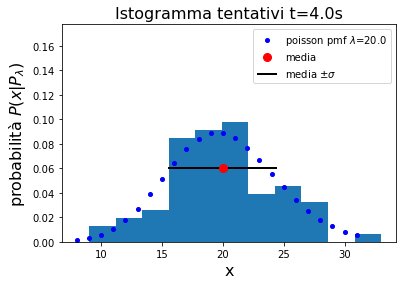 Istogramma tentativi t=4.0s
probabilità P(x|P_λ)
0.16
0.14
0.12
0.10
0.08
0.06
0.04
0.02
0.00
poisson pmf λ=20.0
media
media ±σ
10 15 20 25 30
x